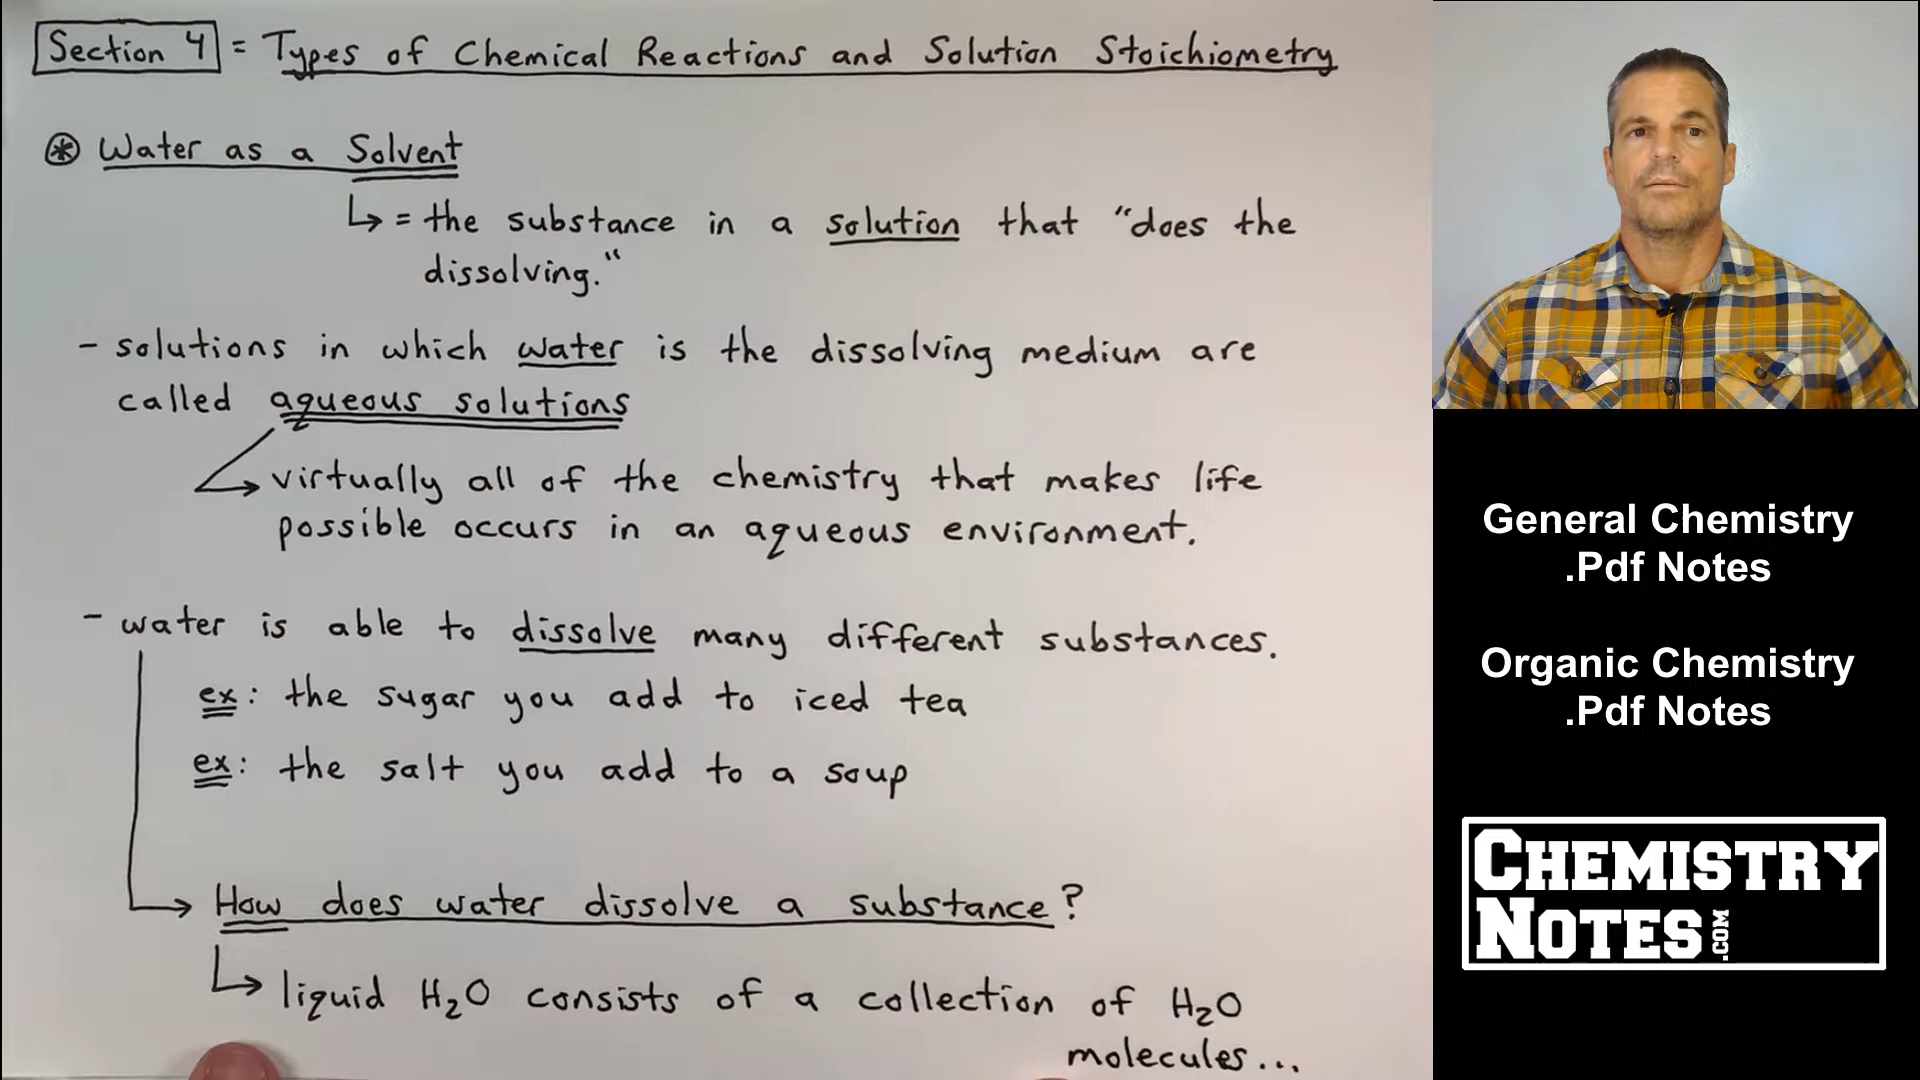 Section 4 = Types of Chemical Reactions and Solution Stoichiometry
⊛ Water as a Solvent
↳ = the substance in a solution that "does the
dissolving."
- solutions in which water is the dissolving medium are
called aqueous solutions
→ virtually all of the chemistry that makes life
possible occurs in an aqueous environment.
- water is able to dissolve many different substances.
ex: the sugar you add to iced tea
ex: the salt you add to a soup
→ How does water dissolve a substance?
↳ liquid H₂O consists of a collection of H₂O
molecules...
General Chemistry
.Pdf Notes
Organic Chemistry
.Pdf Notes
CHEMISTRY
NOTES.COM